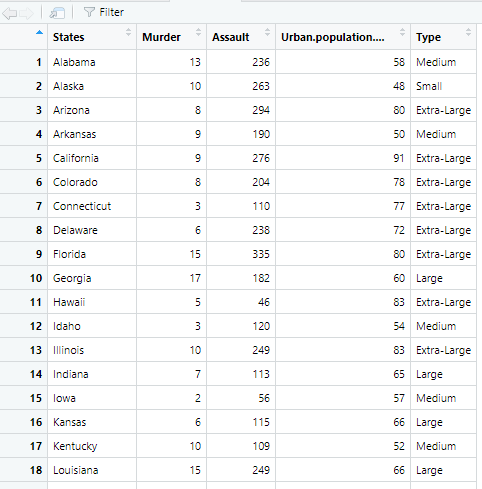 Filter
States Murder Assault Urban.population.... Type
1 Alabama 13 236 58 Medium
2 Alaska 10 263 48 Small
3 Arizona 8 294 80 Extra-Large
4 Arkansas 9 190 50 Medium
5 California 9 276 91 Extra-Large
6 Colorado 8 204 78 Extra-Large
7 Connecticut 3 110 77 Extra-Large
8 Delaware 6 238 72 Extra-Large
9 Florida 15 335 80 Extra-Large
10 Georgia 17 182 60 Large
11 Hawaii 5 46 83 Extra-Large
12 Idaho 3 120 54 Medium
13 Illinois 10 249 83 Extra-Large
14 Indiana 7 113 65 Large
15 Iowa 2 56 57 Medium
16 Kansas 6 115 66 Large
17 Kentucky 10 109 52 Medium
18 Louisiana 15 249 66 Large